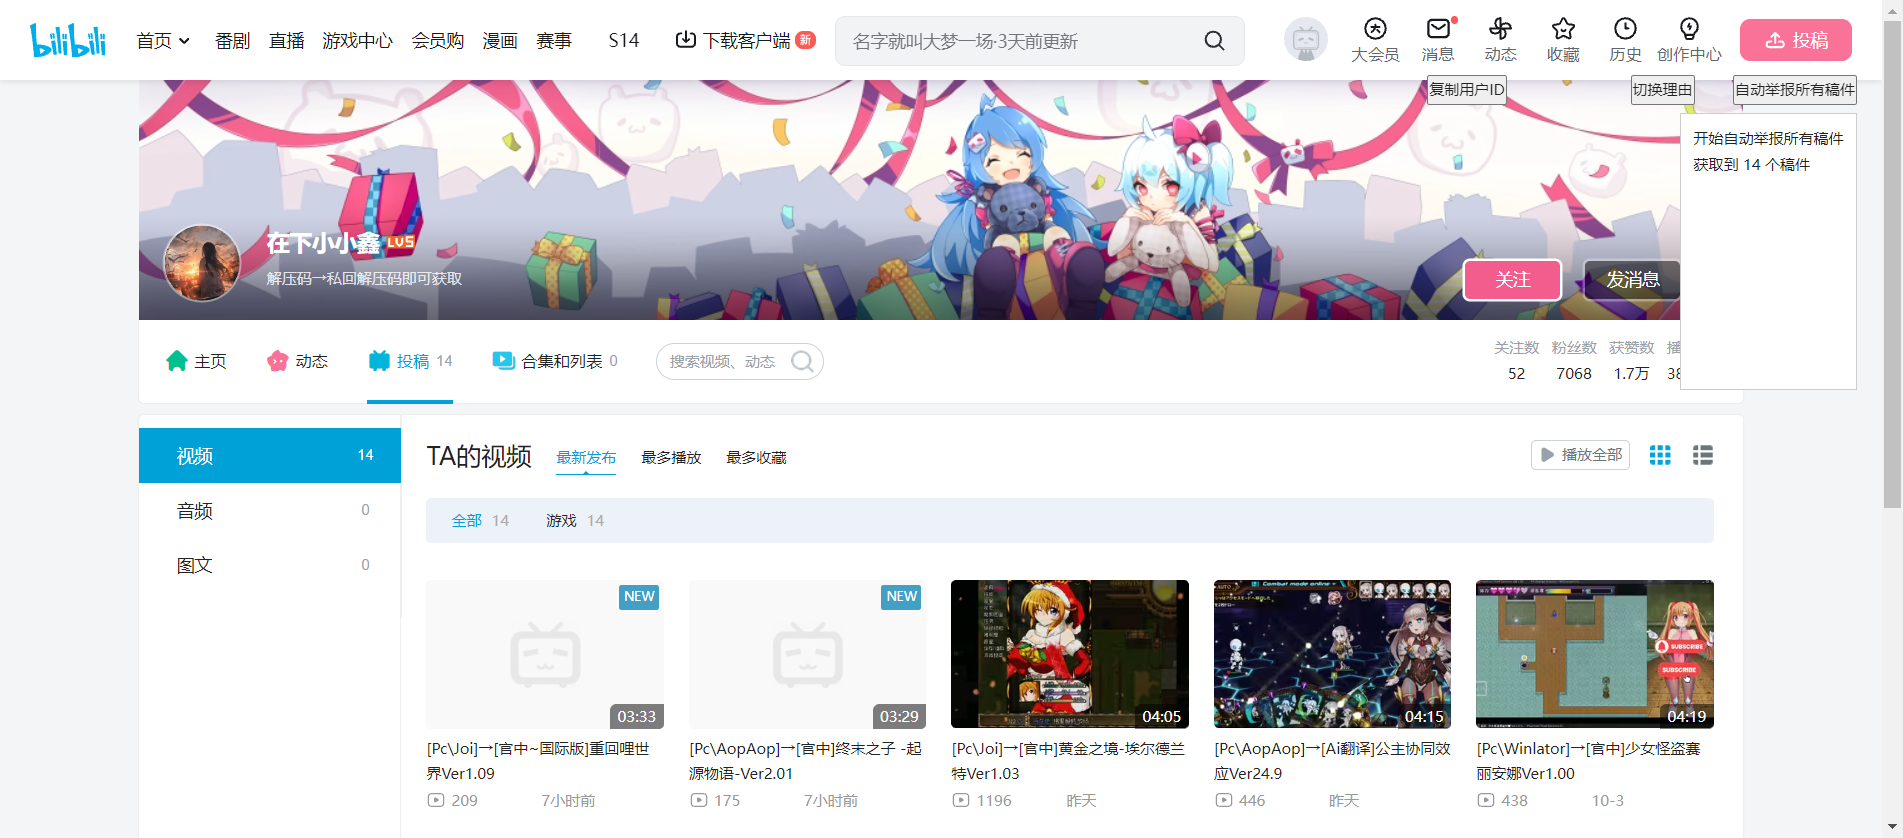 bilibili
首页
番剧
直播
游戏中心
会员购
漫画
赛事
S14
下载客户端 新
名字就叫大梦一场·3天前更新
大会员
消息
动态
收藏
历史
创作中心
投稿
复制用户ID
切换理由
自动举报所有稿件
开始自动举报所有稿件
获取到 14 个稿件
在下小小鑫 LV5
解压码→私回解压码即可获取
关注
发消息
主页
动态
投稿 14
合集和列表 0
搜索视频、动态
关注数 粉丝数 获赞数 播
52 7068 1.7万 38
视频 14
音频 0
图文 0
TA的视频
最新发布
最多播放
最多收藏
播放全部
全部 14
游戏 14
NEW
03:33
[Pc\Joi]→[官中~国际版]重回哩世
界Ver1.09
209 7小时前
NEW
03:29
[Pc\AopAop]→[官中]终末之子 -起
源物语-Ver2.01
175 7小时前
04:05
[Pc\Joi]→[官中]黄金之境-埃尔德兰
特Ver1.03
1196 昨天
Combat mode online
04:15
[Pc\AopAop]→[Ai翻译]公主协同效
应Ver24.9
446 昨天
SUBSCRIBE
SUBSCRIBE
04:19
[Pc\Winlator]→[官中]少女怪盗赛
丽安娜Ver1.00
438 10-3